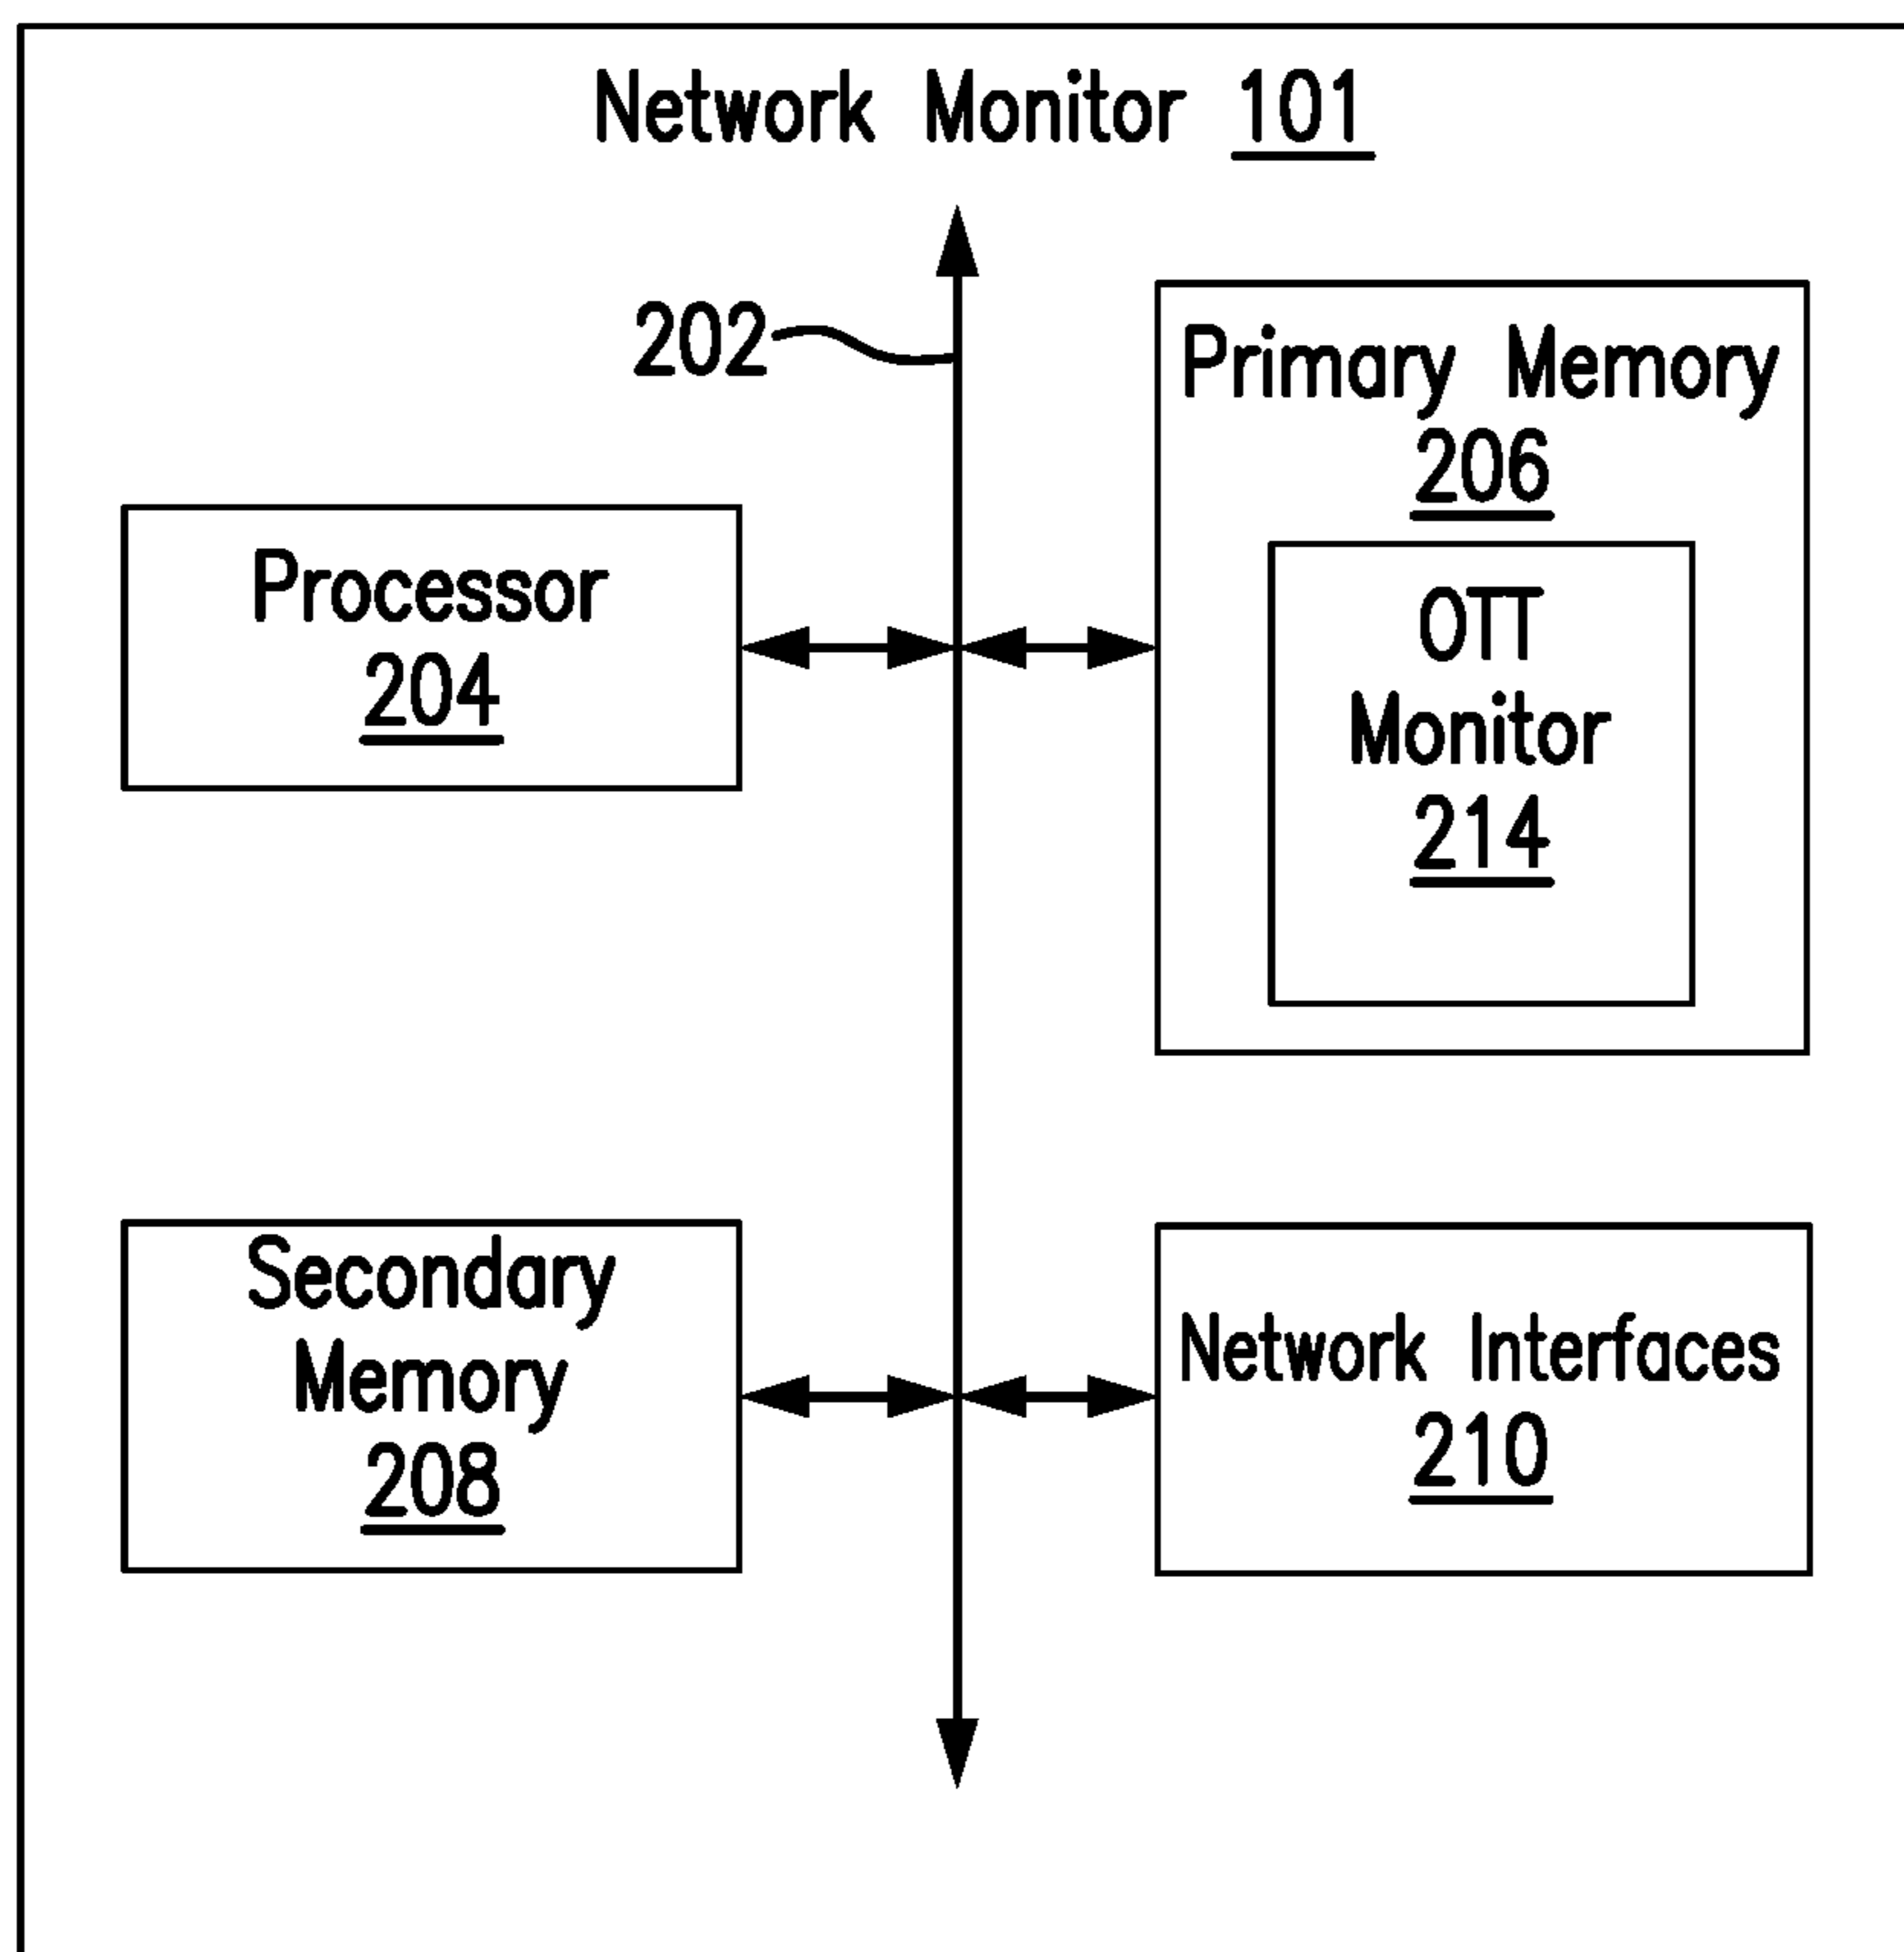 Network Monitor 101
202
Primary Memory
206
Processor
204
OTT
Monitor
214
Secondary
Memory
208
Network Interfaces
210